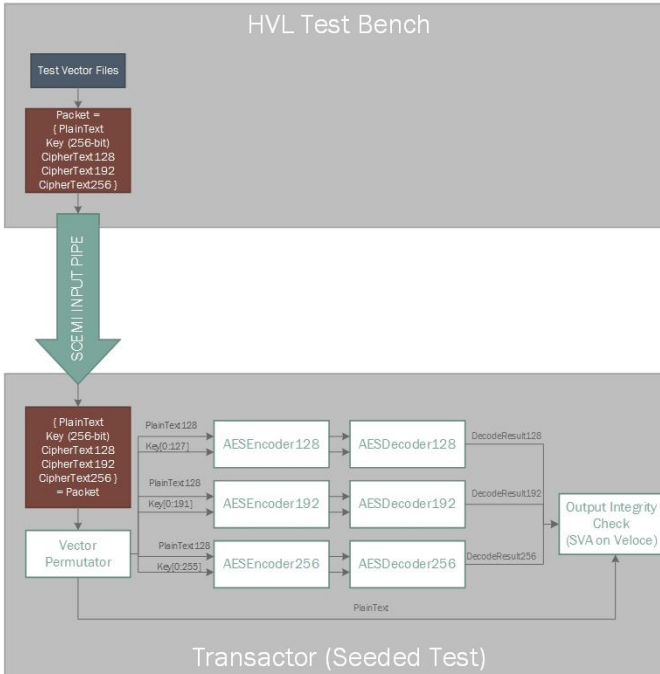 HVL Test Bench
Test Vector Files
Packet =
{ PlainText
Key (256-bit)
CipherText128
CipherText192
CipherText256 }
SCEMI INPUT PIPE
{ PlainText
Key (256-bit)
CipherText128
CipherText192
CipherText256 }
= Packet
Vector
Permutator
PlainText128
Key[0:127]
AESEncoder128
AESDecoder128
DecodeResult128
PlainText128
Key[0:191]
AESEncoder192
AESDecoder192
DecodeResult192
PlainText128
Key[0:255]
AESEncoder256
AESDecoder256
DecodeResult256
Output Integrity
Check
(SVA on Veloce)
PlainText
Transactor (Seeded Test)